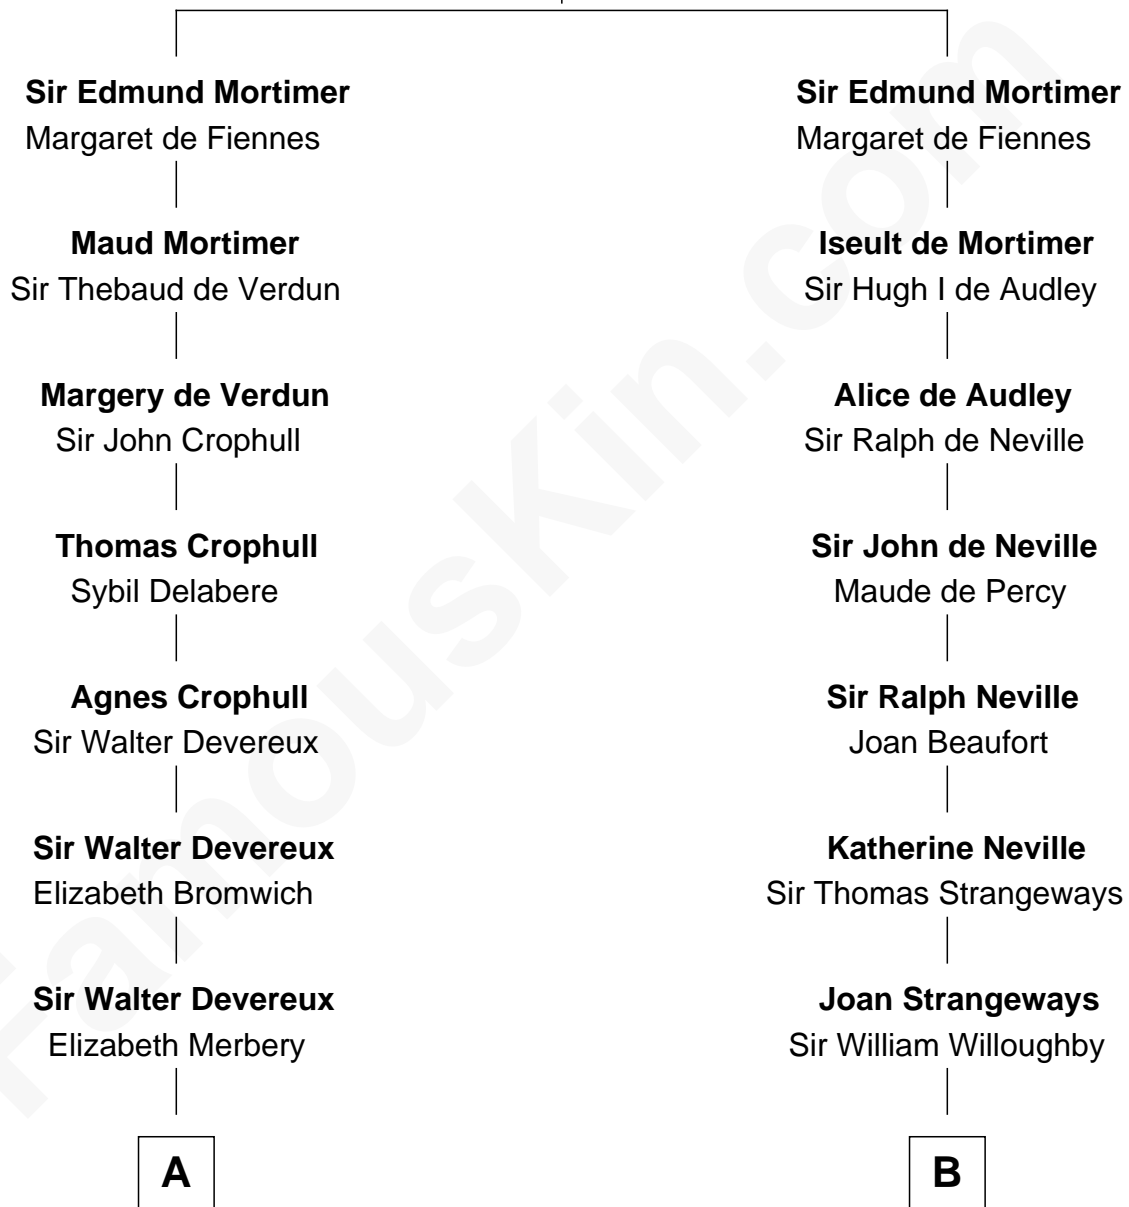 Sir Edmund Mortimer
Margaret de Fiennes
Maud Mortimer
Sir Thebaud de Verdun
Margery de Verdun
Sir John Crophull
Thomas Crophull
Sybil Delabere
Agnes Crophull
Sir Walter Devereux
Sir Walter Devereux
Elizabeth Bromwich
Sir Walter Devereux
Elizabeth Merbery
A
Sir Edmund Mortimer
Margaret de Fiennes
Iseult de Mortimer
Sir Hugh I de Audley
Alice de Audley
Sir Ralph de Neville
Sir John de Neville
Maude de Percy
Sir Ralph Neville
Joan Beaufort
Katherine Neville
Sir Thomas Strangeways
Joan Strangeways
Sir William Willoughby
B
FamousKin.com